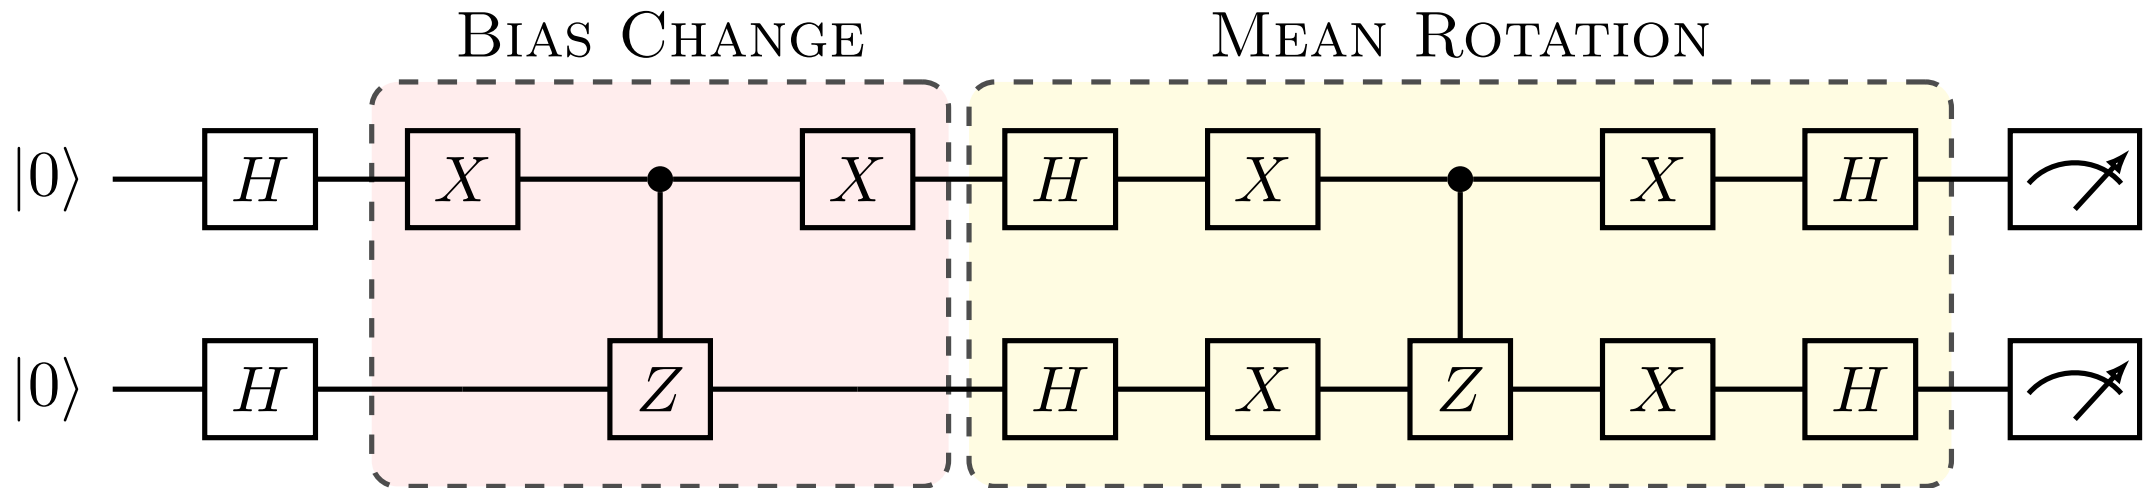 BIAS CHANGE MEAN ROTATION
|0⟩ H X X H X X H
|0⟩ H Z H X Z X H